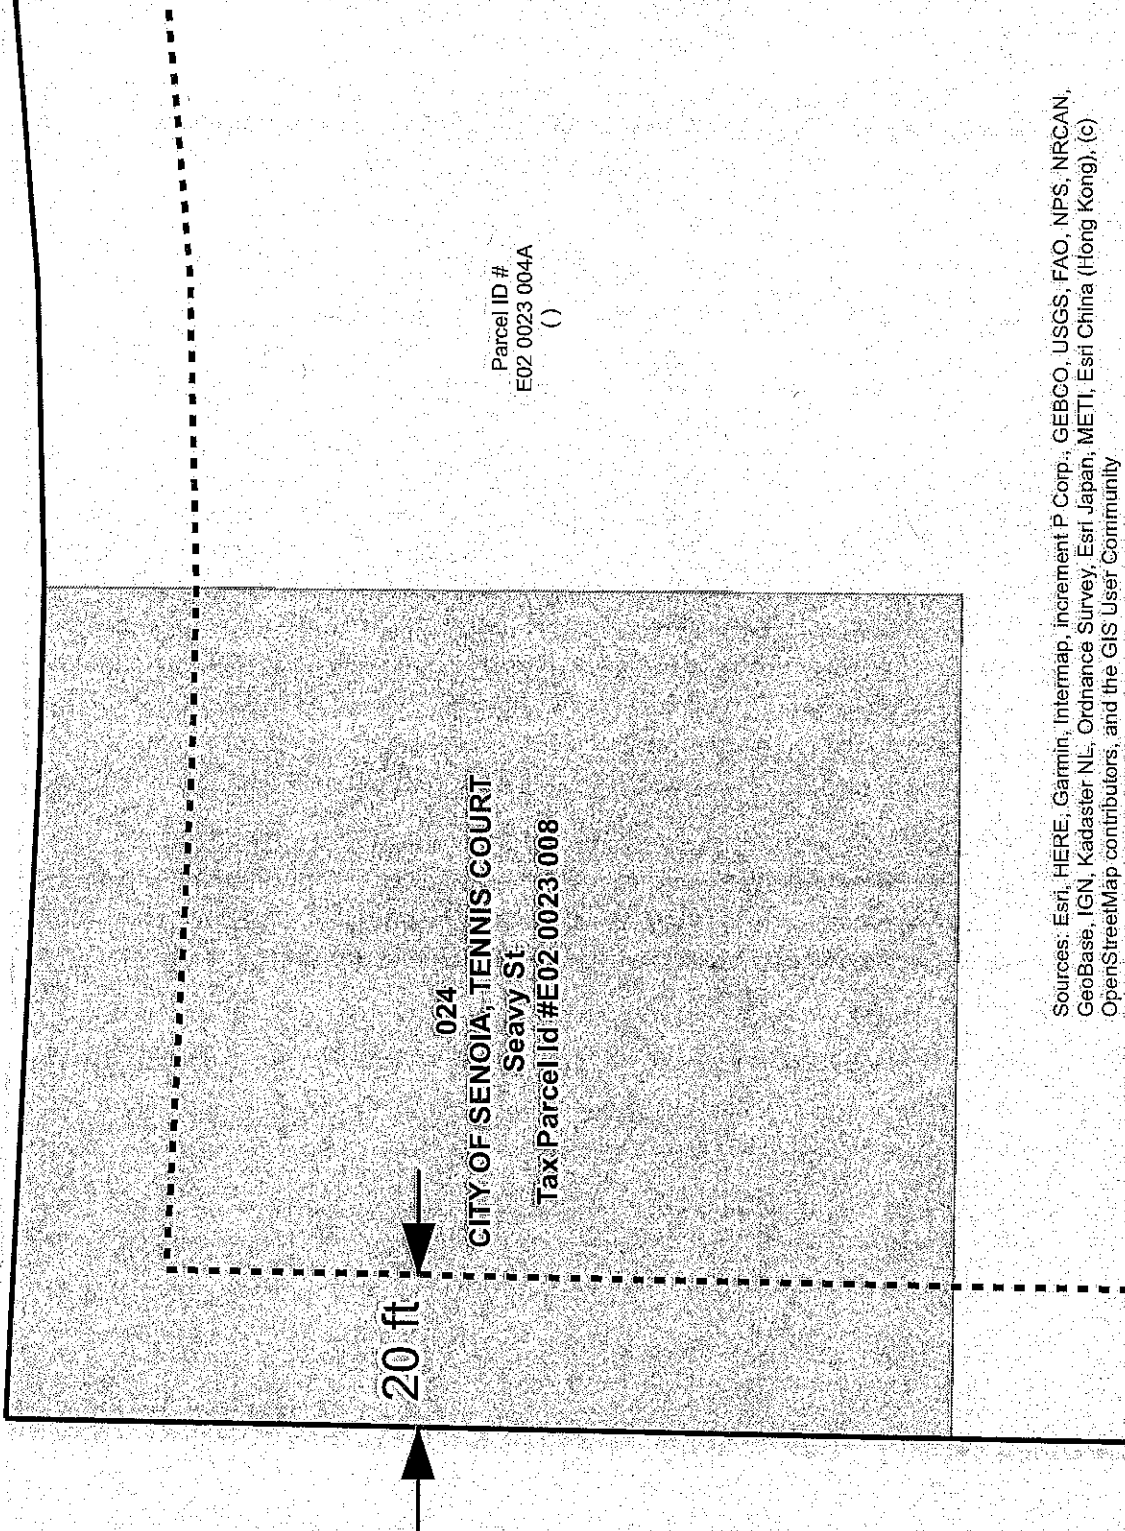 Parcel ID #
E02 0023 004A
( )
024
CITY OF SENOIA, TENNIS COURT
Seavy St
Tax Parcel Id #E02 0023 008
20 ft
Sources: Esri, HERE, Garmin, Intermap, increment P Corp., GEBCO, USGS, FAO, NPS, NRCAN,
GeoBase, IGN, Kadaster NL, Ordnance Survey, Esri Japan, METI, Esri China (Hong Kong), (c)
OpenStreetMap contributors, and the GIS User Community